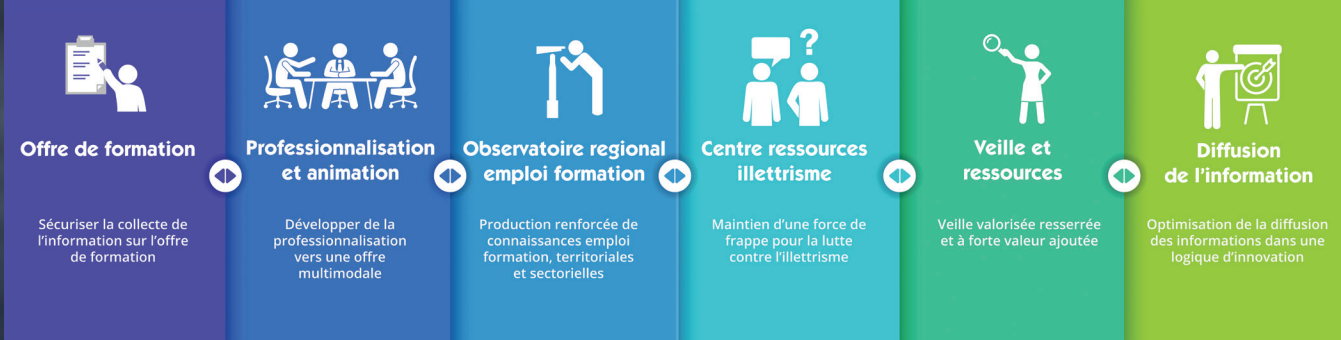 Offre de formation
Sécuriser la collecte de
l'information sur l'offre
de formation
Professionnalisation
et animation
Développer de la
professionnalisation
vers une offre
multimodale
Observatoire regional
emploi formation
Production renforcée de
connaissances emploi
formation, territoriales
et sectorielles
?
Centre ressources
illettrisme
Maintien d'une force de
frappe pour la lutte
contre l'illettrisme
Veille et
ressources
Veille valorisée resserrée
et à forte valeur ajoutée
Diffusion
de l'information
Optimisation de la diffusion
des informations dans une
logique d'innovation